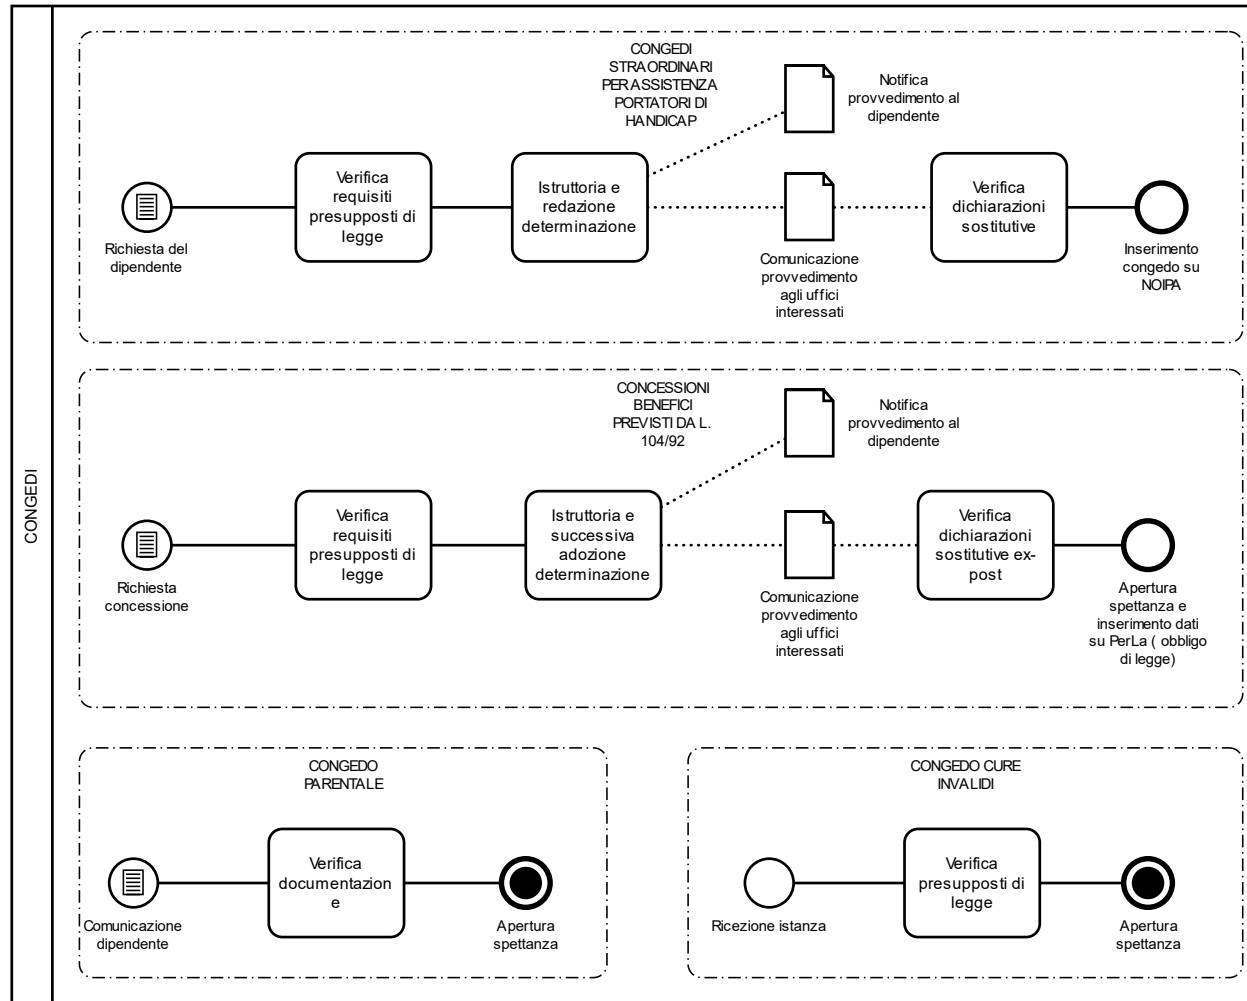 CONGEDI
CONGEDI
STRAORDINARI
PER ASSISTENZA
PORTATORI DI
HANDICAP
Notifica
provvedimento al
dipendente
Richiesta del
dipendente
Verifica
requisiti
presupposti di
legge
Istruttoria e
redazione
determinazione
Comunicazione
provvedimento
agli uffici
interessati
Verifica
dichiarazioni
sostitutive
Inserimento
congedo su
NOIPA
CONCESSIONI
BENEFICI
PREVISTI DA L.
104/92
Notifica
provvedimento al
dipendente
Richiesta
concessione
Verifica
requisiti
presupposti di
legge
Istruttoria e
successiva
adozione
determinazione
Comunicazione
provvedimento
agli uffici
interessati
Verifica
dichiarazioni
sostitutive ex-
post
Apertura
spettanza e
inserimento dati
su PerLa ( obbligo
di legge)
CONGEDO
PARENTALE
Comunicazione
dipendente
Verifica
documentazion
e
Apertura
spettanza
CONGEDO CURE
INVALIDI
Ricezione istanza
Verifica
presupposti di
legge
Apertura
spettanza